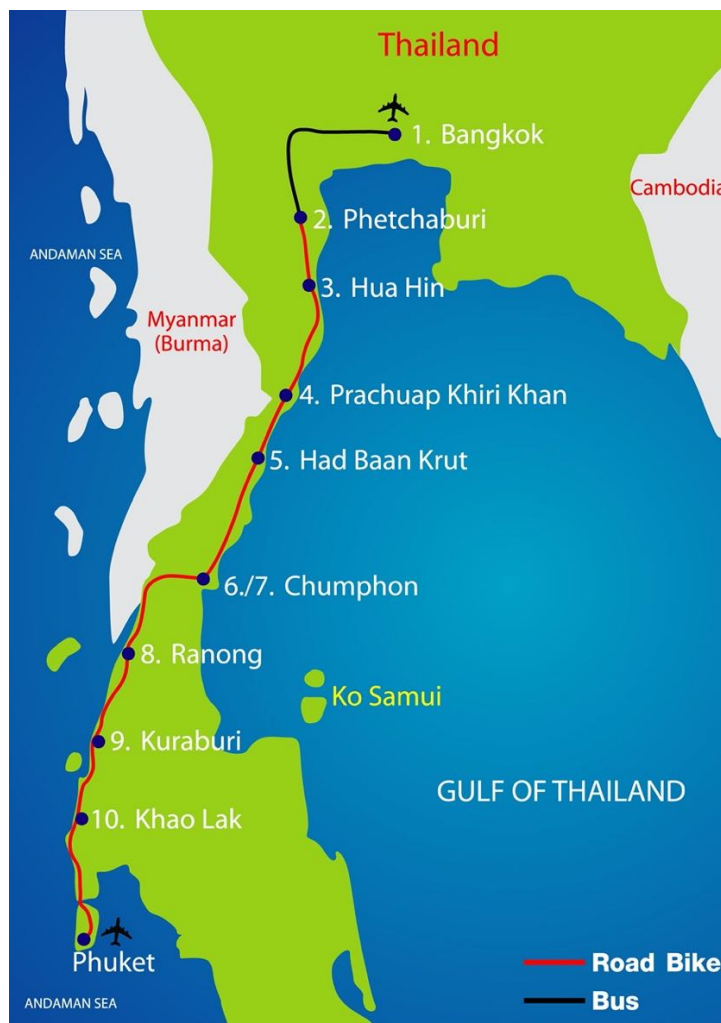 Thailand
1. Bangkok
Cambodia
2. Phetchaburi
ANDAMAN SEA
3. Hua Hin
Myanmar
(Burma)
4. Prachuap Khiri Khan
5. Had Baan Krut
6./7. Chumphon
8. Ranong
Ko Samui
9. Kuraburi
GULF OF THAILAND
10. Khao Lak
Phuket
Road Bike
ANDAMAN SEA
Bus